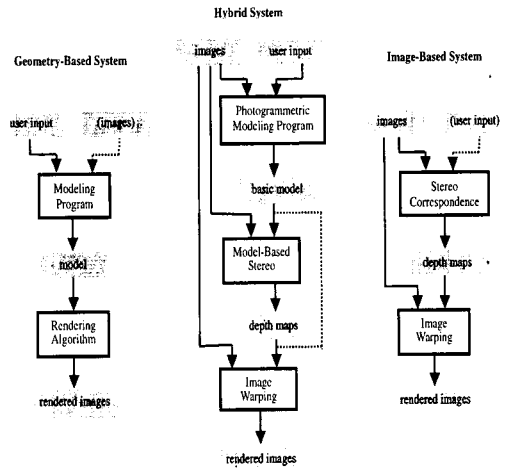 Hybrid System
images
user input
Photogrammetric
Modeling Program
basic model
Model-Based
Stereo
depth maps
Image
Warping
rendered images
Geometry-Based System
user input
(images)
Modeling
Program
model
Rendering
Algorithm
rendered images
Image-Based System
images
(user input)
Stereo
Correspondence
depth maps
Image
Warping
rendered images